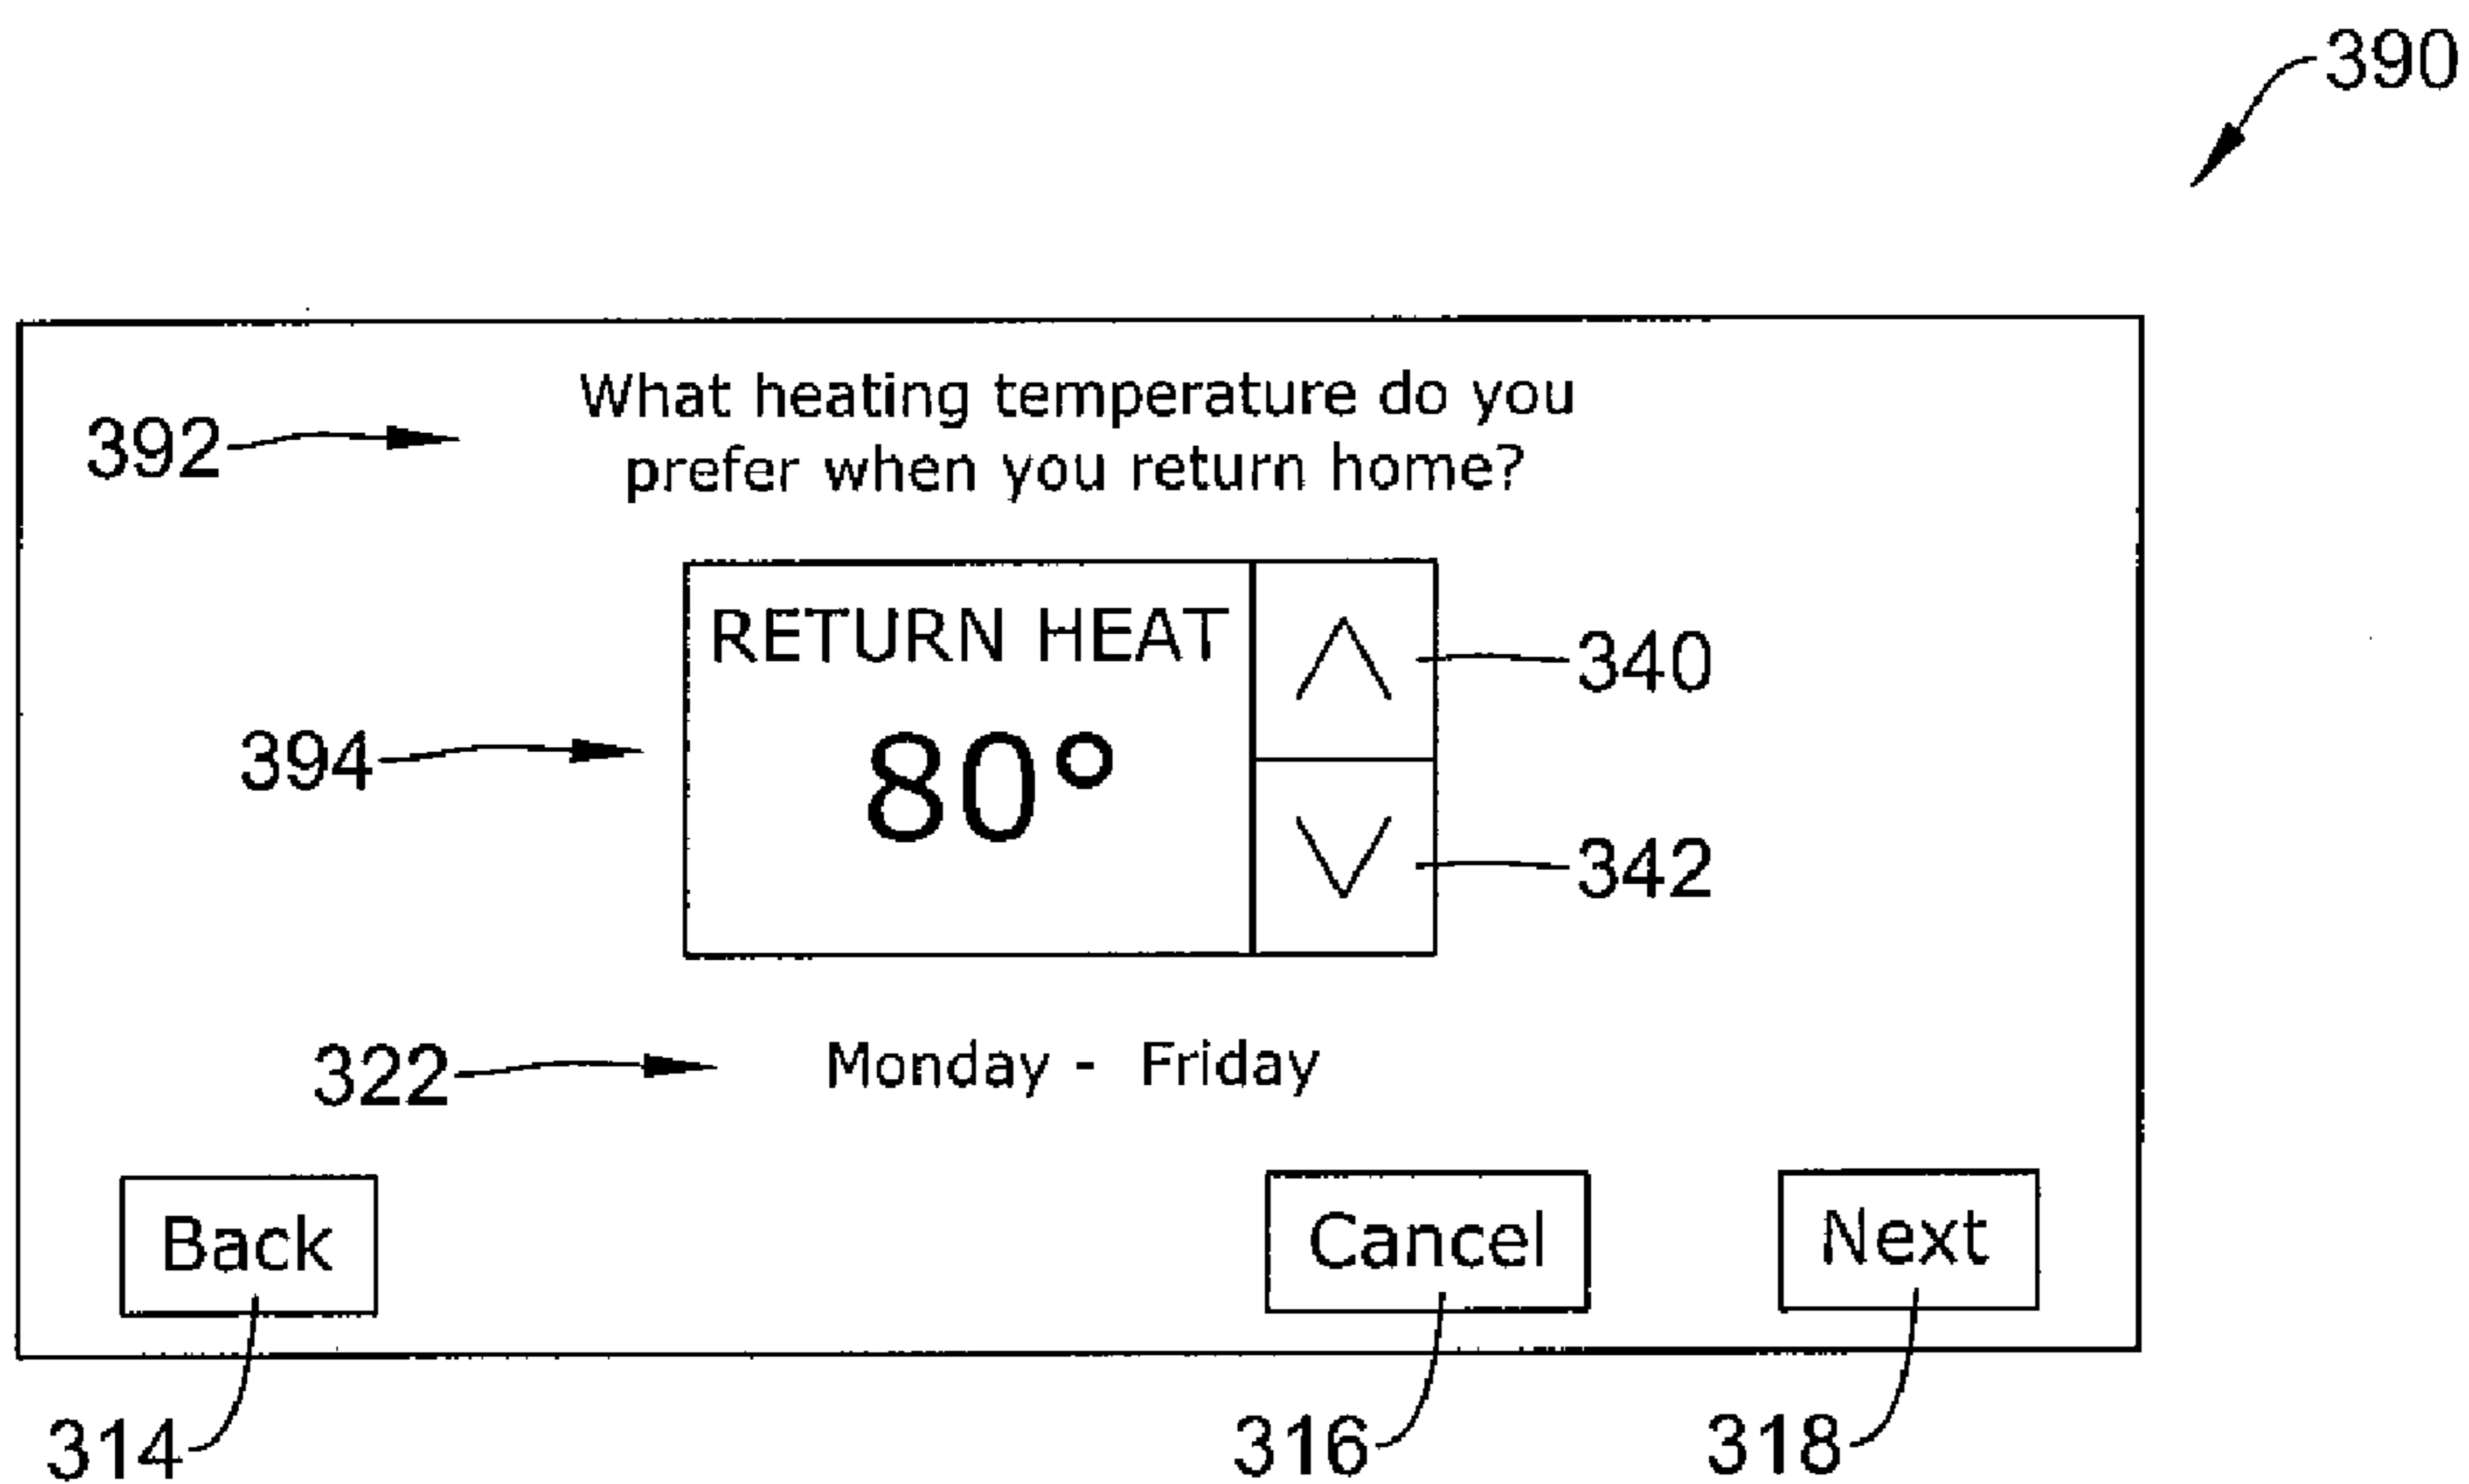 390
What heating temperature do you
392
prefer when you return home?
RETURN HEAT
340
394
80°
342
322
Monday - Friday
Back
Cancel
Next
314
316
318